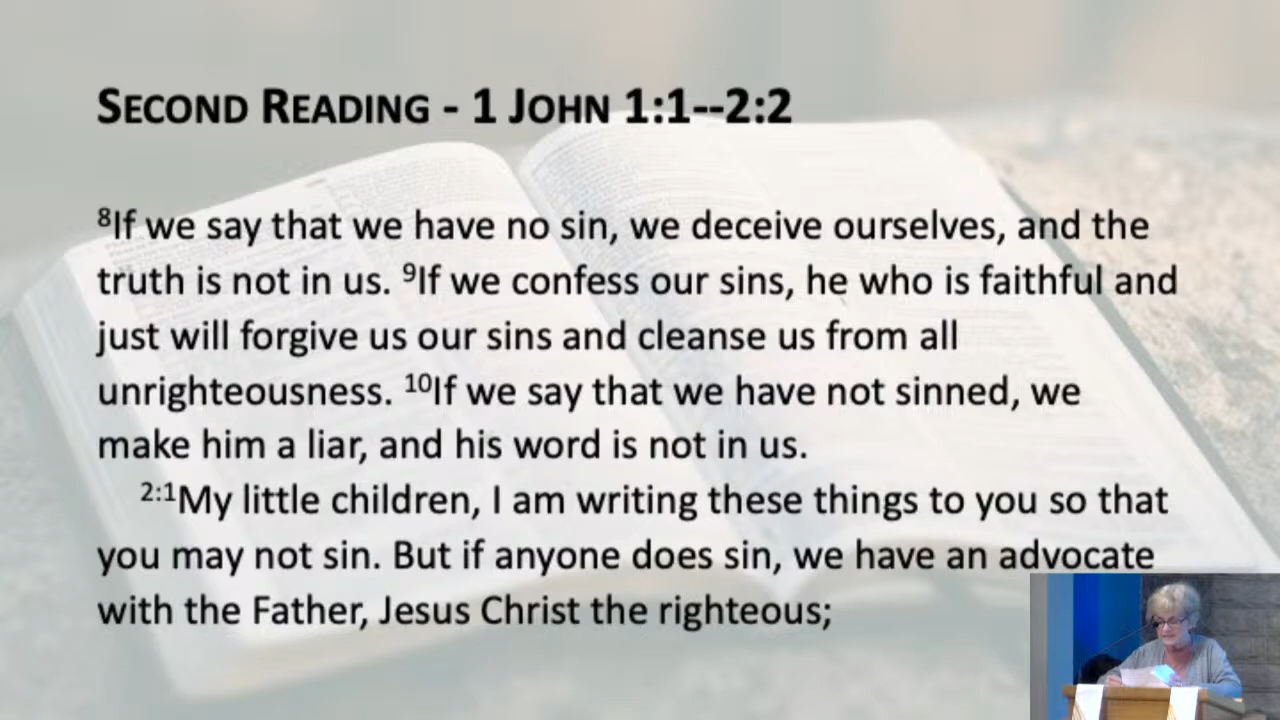 SECOND READING - 1 JOHN 1:1--2:2
⁸If we say that we have no sin, we deceive ourselves, and the
truth is not in us. ⁹If we confess our sins, he who is faithful and
just will forgive us our sins and cleanse us from all
unrighteousness. ¹⁰If we say that we have not sinned, we
make him a liar, and his word is not in us.
²:¹My little children, I am writing these things to you so that
you may not sin. But if anyone does sin, we have an advocate
with the Father, Jesus Christ the righteous;